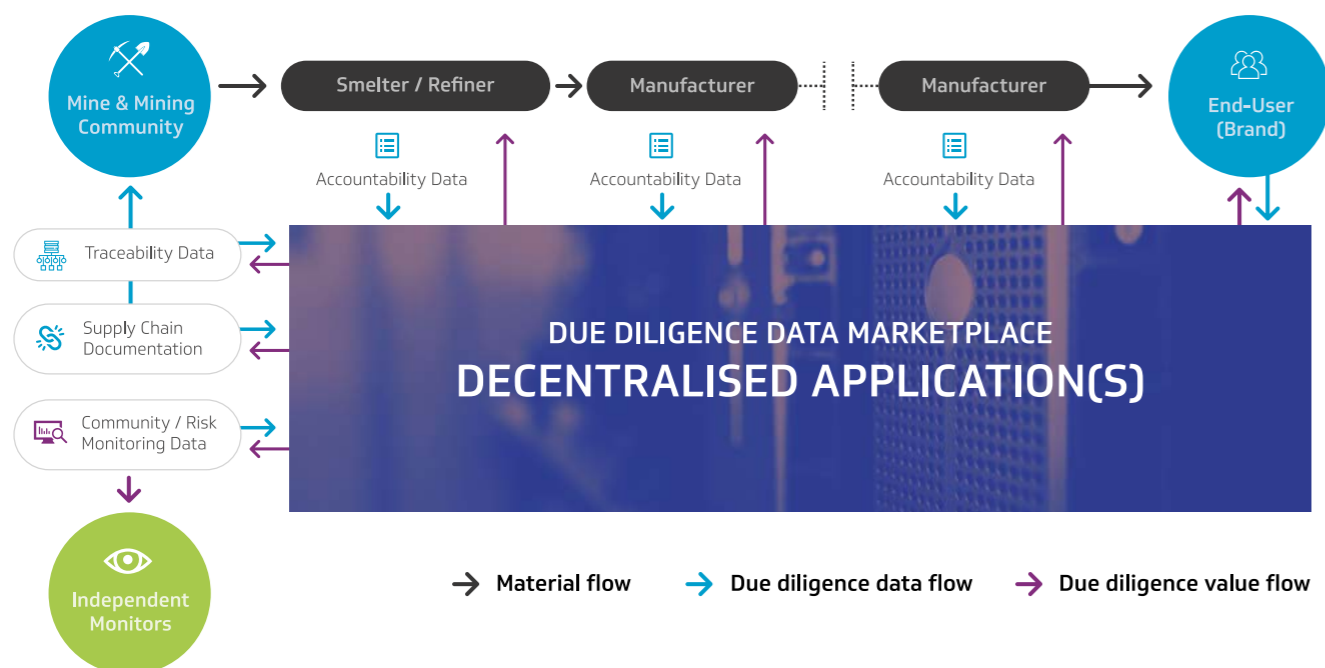 Mine & Mining
Community
Smelter / Refiner
Manufacturer
Manufacturer
End-User
(Brand)
Accountability Data
Accountability Data
Accountability Data
Traceability Data
Supply Chain
Documentation
Community / Risk
Monitoring Data
DUE DILIGENCE DATA MARKETPLACE
DECENTRALISED APPLICATION(S)
Independent
Monitors
Material flow
Due diligence data flow
Due diligence value flow